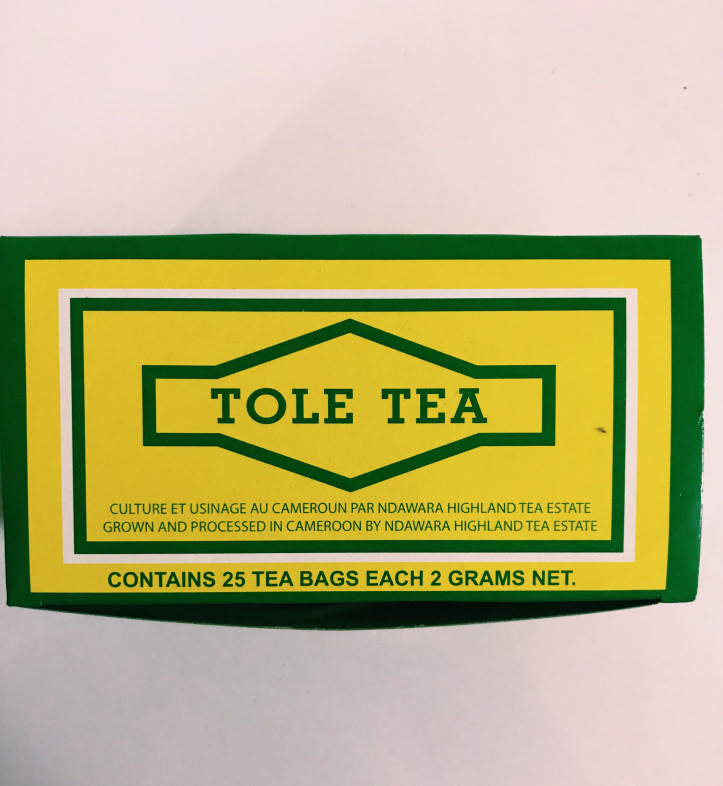 TOLE TEA
CULTURE ET USINAGE AU CAMEROUN PAR NDAWARA HIGHLAND TEA ESTATE
GROWN AND PROCESSED IN CAMEROON BY NDAWARA HIGHLAND TEA ESTATE
CONTAINS 25 TEA BAGS EACH 2 GRAMS NET.